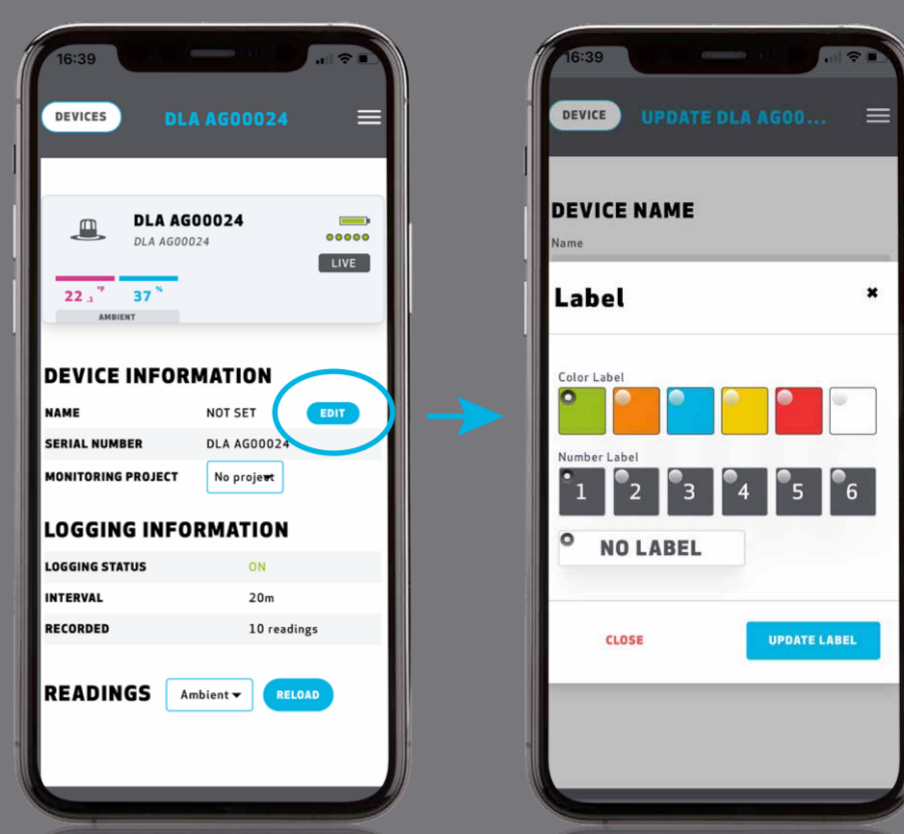 16:39
DEVICES DLA AG00024
DLA AG00024
DLA AG00024
LIVE
22.1 °F 37 %
AMBIENT
DEVICE INFORMATION
NAME NOT SET EDIT
SERIAL NUMBER DLA AG00024
MONITORING PROJECT No project
LOGGING INFORMATION
LOGGING STATUS ON
INTERVAL 20m
RECORDED 10 readings
READINGS Ambient RELOAD
16:39
DEVICE UPDATE DLA AG00...
DEVICE NAME
Name
Label ×
Color Label
Number Label
1 2 3 4 5 6
NO LABEL
CLOSE UPDATE LABEL